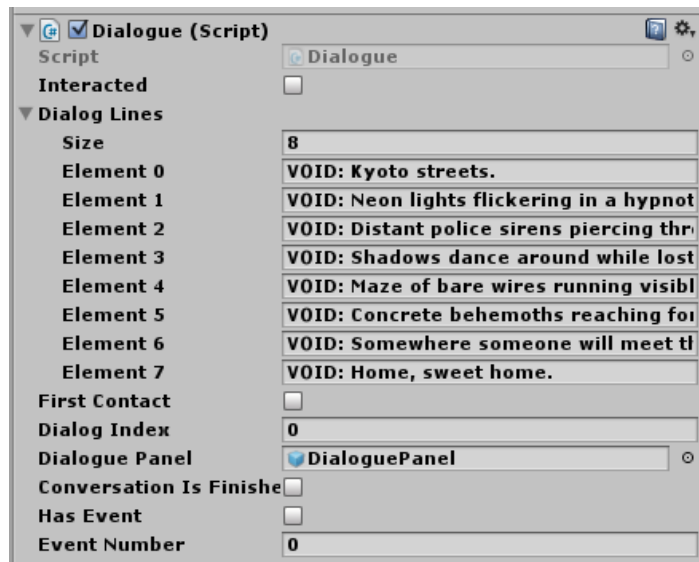 Dialogue (Script)
Script Dialogue
Interacted
Dialog Lines
Size 8
Element 0 VOID: Kyoto streets.
Element 1 VOID: Neon lights flickering in a hypnot
Element 2 VOID: Distant police sirens piercing thr
Element 3 VOID: Shadows dance around while lost
Element 4 VOID: Maze of bare wires running visibl
Element 5 VOID: Concrete behemoths reaching for
Element 6 VOID: Somewhere someone will meet th
Element 7 VOID: Home, sweet home.
First Contact
Dialog Index 0
Dialogue Panel DialoguePanel
Conversation Is Finishe
Has Event
Event Number 0